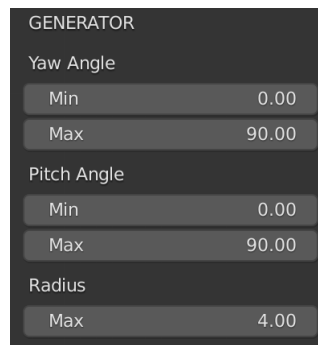 GENERATOR
Yaw Angle
Min 0.00
Max 90.00
Pitch Angle
Min 0.00
Max 90.00
Radius
Max 4.00